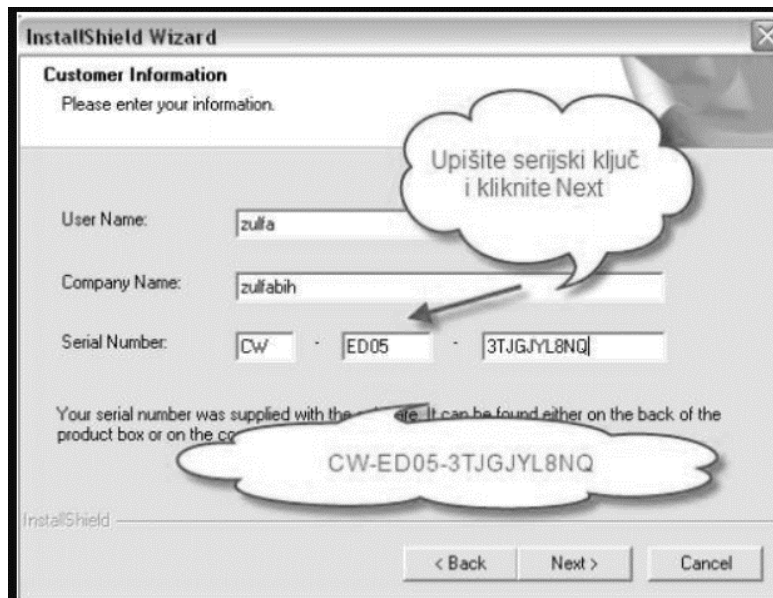 InstallShield Wizard
Customer Information
Please enter your information.
Upišite serijski ključ
i kliknite Next
User Name:
zulfa
Company Name:
zulfabih
Serial Number:
CW - ED05 - 3TJGJYL8NQ
Your serial number was supplied with the It can be found either on the back of the
product box or on the
CW-ED05-3TJGJYL8NQ
InstallShield
< Back Next > Cancel